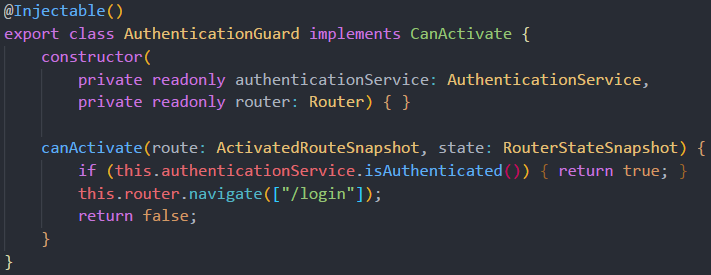 @Injectable()
export class AuthenticationGuard implements CanActivate {
    constructor(
        private readonly authenticationService: AuthenticationService,
        private readonly router: Router) { }

    canActivate(route: ActivatedRouteSnapshot, state: RouterStateSnapshot) {
        if (this.authenticationService.isAuthenticated()) { return true; }
        this.router.navigate(["/login"]);
        return false;
    }
}